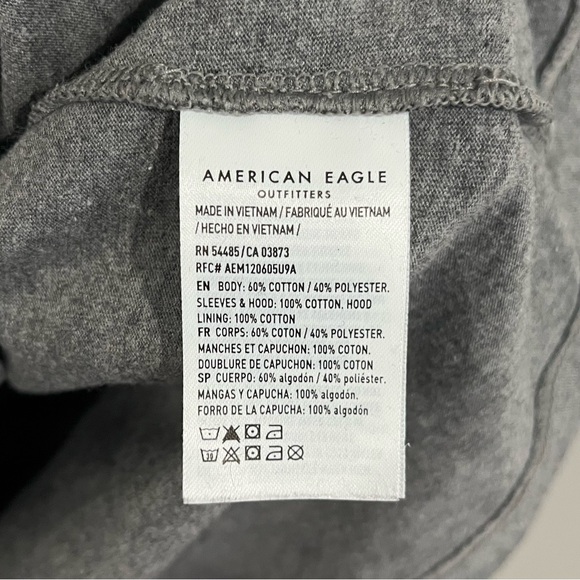 AMERICAN EAGLE
OUTFITTERS
MADE IN VIETNAM / FABRIQUÉ AU VIETNAM
/ HECHO EN VIETNAM /
RN 54485 / CA 03873
RFC# AEM120605U9A
EN BODY: 60% COTTON / 40% POLYESTER.
SLEEVES & HOOD: 100% COTTON. HOOD
LINING: 100% COTTON
FR CORPS: 60% COTON / 40% POLYESTER.
MANCHES ET CAPUCHON: 100% COTON.
DOUBLURE DE CAPUCHON: 100% COTON
SP CUERPO: 60% algodón / 40% poliéster.
MANGAS Y CAPUCHA: 100% algodón.
FORRO DE LA CAPUCHA: 100% algodón
30